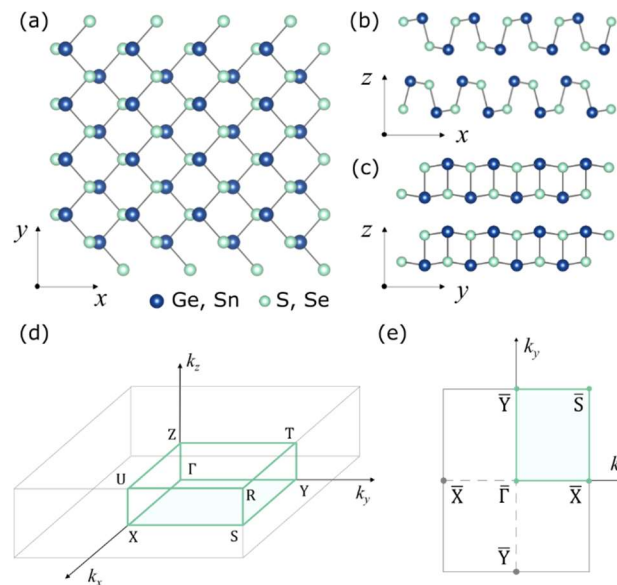 (a)
(b)
z
x
(c)
y
x
z
y
Ge, Sn
S, Se
(d)
(e)
k_z
k_y
Z
T
Γ
U
R
Y
k_y
X
S
k_x
Y̅
S̅
k
X̅
Γ̅
X̅
Y̅